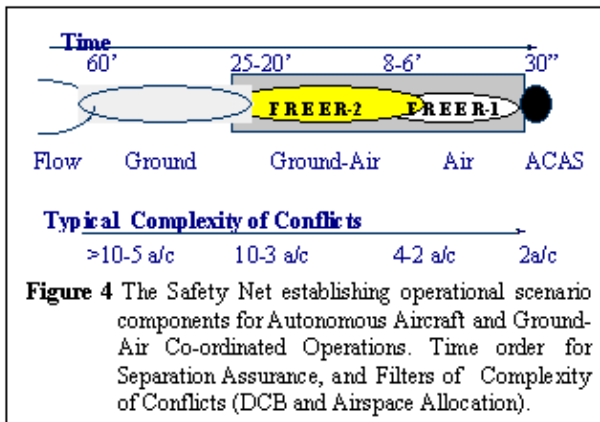 Time
60’ 25-20’ 8-6’ 30”
FREER-2 FREER-1
Flow Ground Ground-Air Air ACAS
Typical Complexity of Conflicts
>10-5 a/c 10-3 a/c 4-2 a/c 2a/c
Figure 4 The Safety Net establishing operational scenario
components for Autonomous Aircraft and Ground-
Air Co-ordinated Operations. Time order for
Separation Assurance, and Filters of Complexity
of Conflicts (DCB and Airspace Allocation).